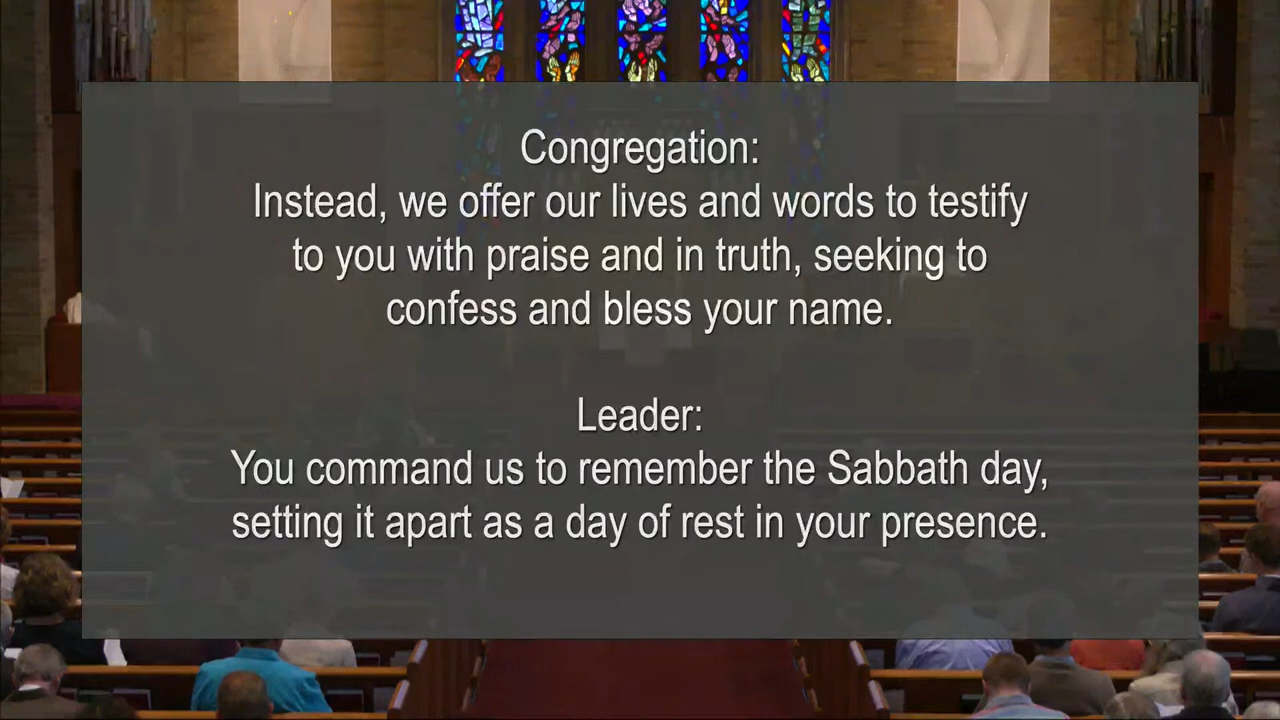 Congregation:
Instead, we offer our lives and words to testify
to you with praise and in truth, seeking to
confess and bless your name.
Leader:
You command us to remember the Sabbath day,
setting it apart as a day of rest in your presence.